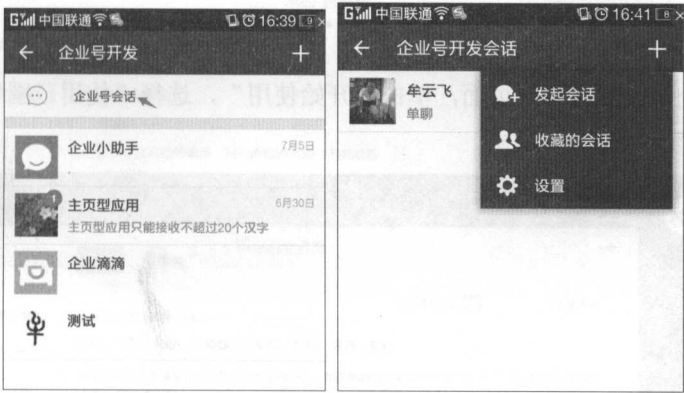 中国联通 16:39
企业号开发
企业号会话
企业小助手 7月5日
主页型应用 6月30日
主页型应用只能接收不超过20个汉字
企业滴滴
测试
中国联通 16:41
企业号开发会话
牟云飞
单聊
发起会话
收藏的会话
设置